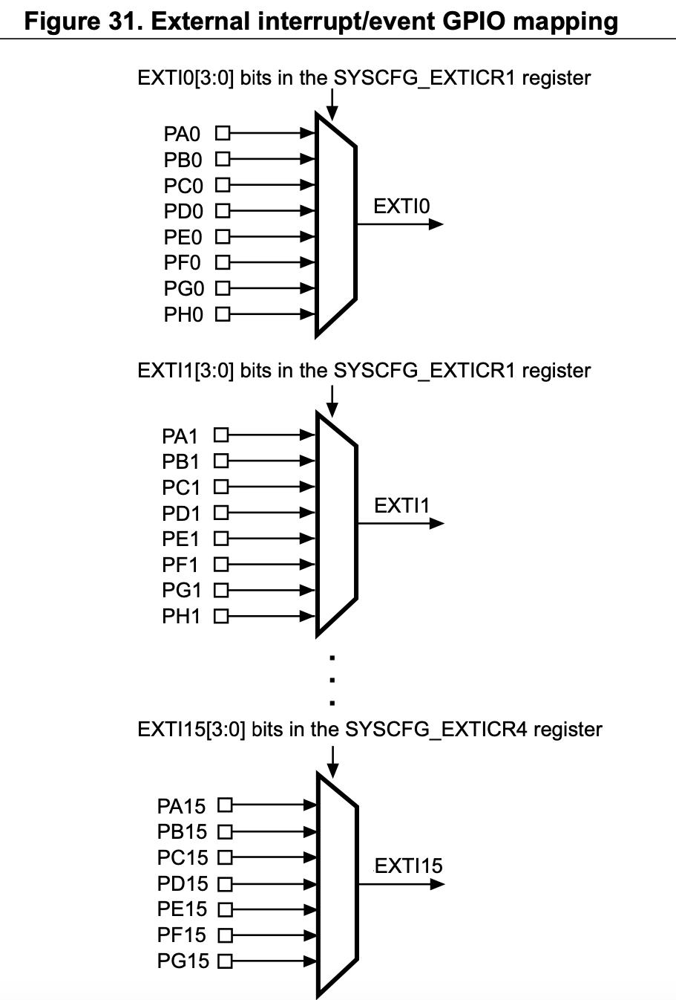 Figure 31. External interrupt/event GPIO mapping
EXTI0[3:0] bits in the SYSCFG_EXTICR1 register
PA0
PB0
PC0
PD0
PE0
PF0
PG0
PH0
EXTI0
EXTI1[3:0] bits in the SYSCFG_EXTICR1 register
PA1
PB1
PC1
PD1
PE1
PF1
PG1
PH1
EXTI1
EXTI15[3:0] bits in the SYSCFG_EXTICR4 register
PA15
PB15
PC15
PD15
PE15
PF15
PG15
EXTI15